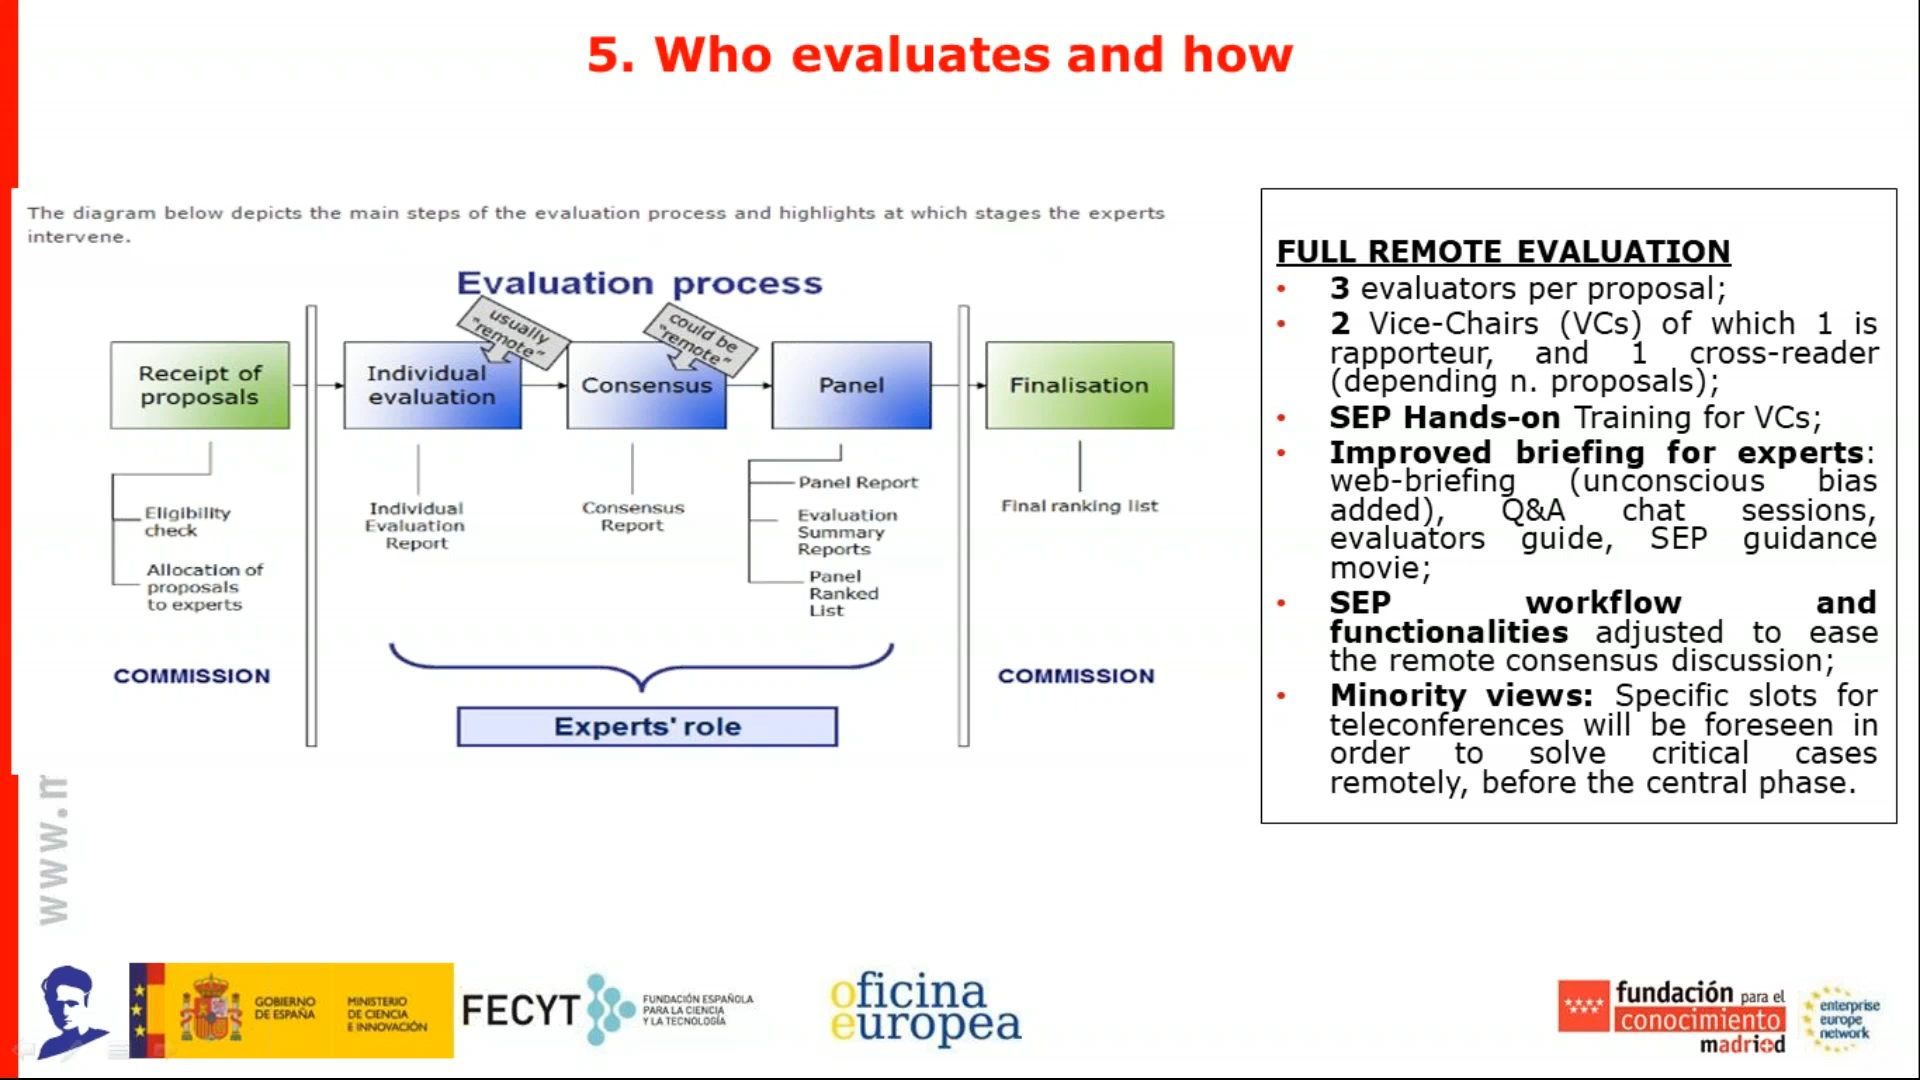 5. Who evaluates and how
The diagram below depicts the main steps of the evaluation process and highlights at which stages the experts
intervene.
Evaluation process
usually
"remote"
could be
"remote"
Receipt of
proposals
Individual
evaluation
Consensus
Panel
Finalisation
Eligibility
check
Allocation of
proposals
to experts
Individual
Evaluation
Report
Consensus
Report
Panel Report
Evaluation
Summary
Reports
Panel
Ranked
List
Final ranking list
COMMISSION
COMMISSION
Experts' role
FULL REMOTE EVALUATION
• 3 evaluators per proposal;
• 2 Vice-Chairs (VCs) of which 1 is
rapporteur, and 1 cross-reader
(depending n. proposals);
• SEP Hands-on Training for VCs;
• Improved briefing for experts:
web-briefing (unconscious bias
added), Q&A chat sessions,
evaluators guide, SEP guidance
movie;
• SEP workflow and
functionalities adjusted to ease
the remote consensus discussion;
• Minority views: Specific slots for
teleconferences will be foreseen in
order to solve critical cases
remotely, before the central phase.
www.
GOBIERNO
DE ESPAÑA
MINISTERIO
DE CIENCIA
E INNOVACIÓN
FECYT
FUNDACIÓN ESPAÑOLA
PARA LA CIENCIA
Y LA TECNOLOGÍA
oficina
europea
fundación para el
conocimiento
madri+d
enterprise
europe
network